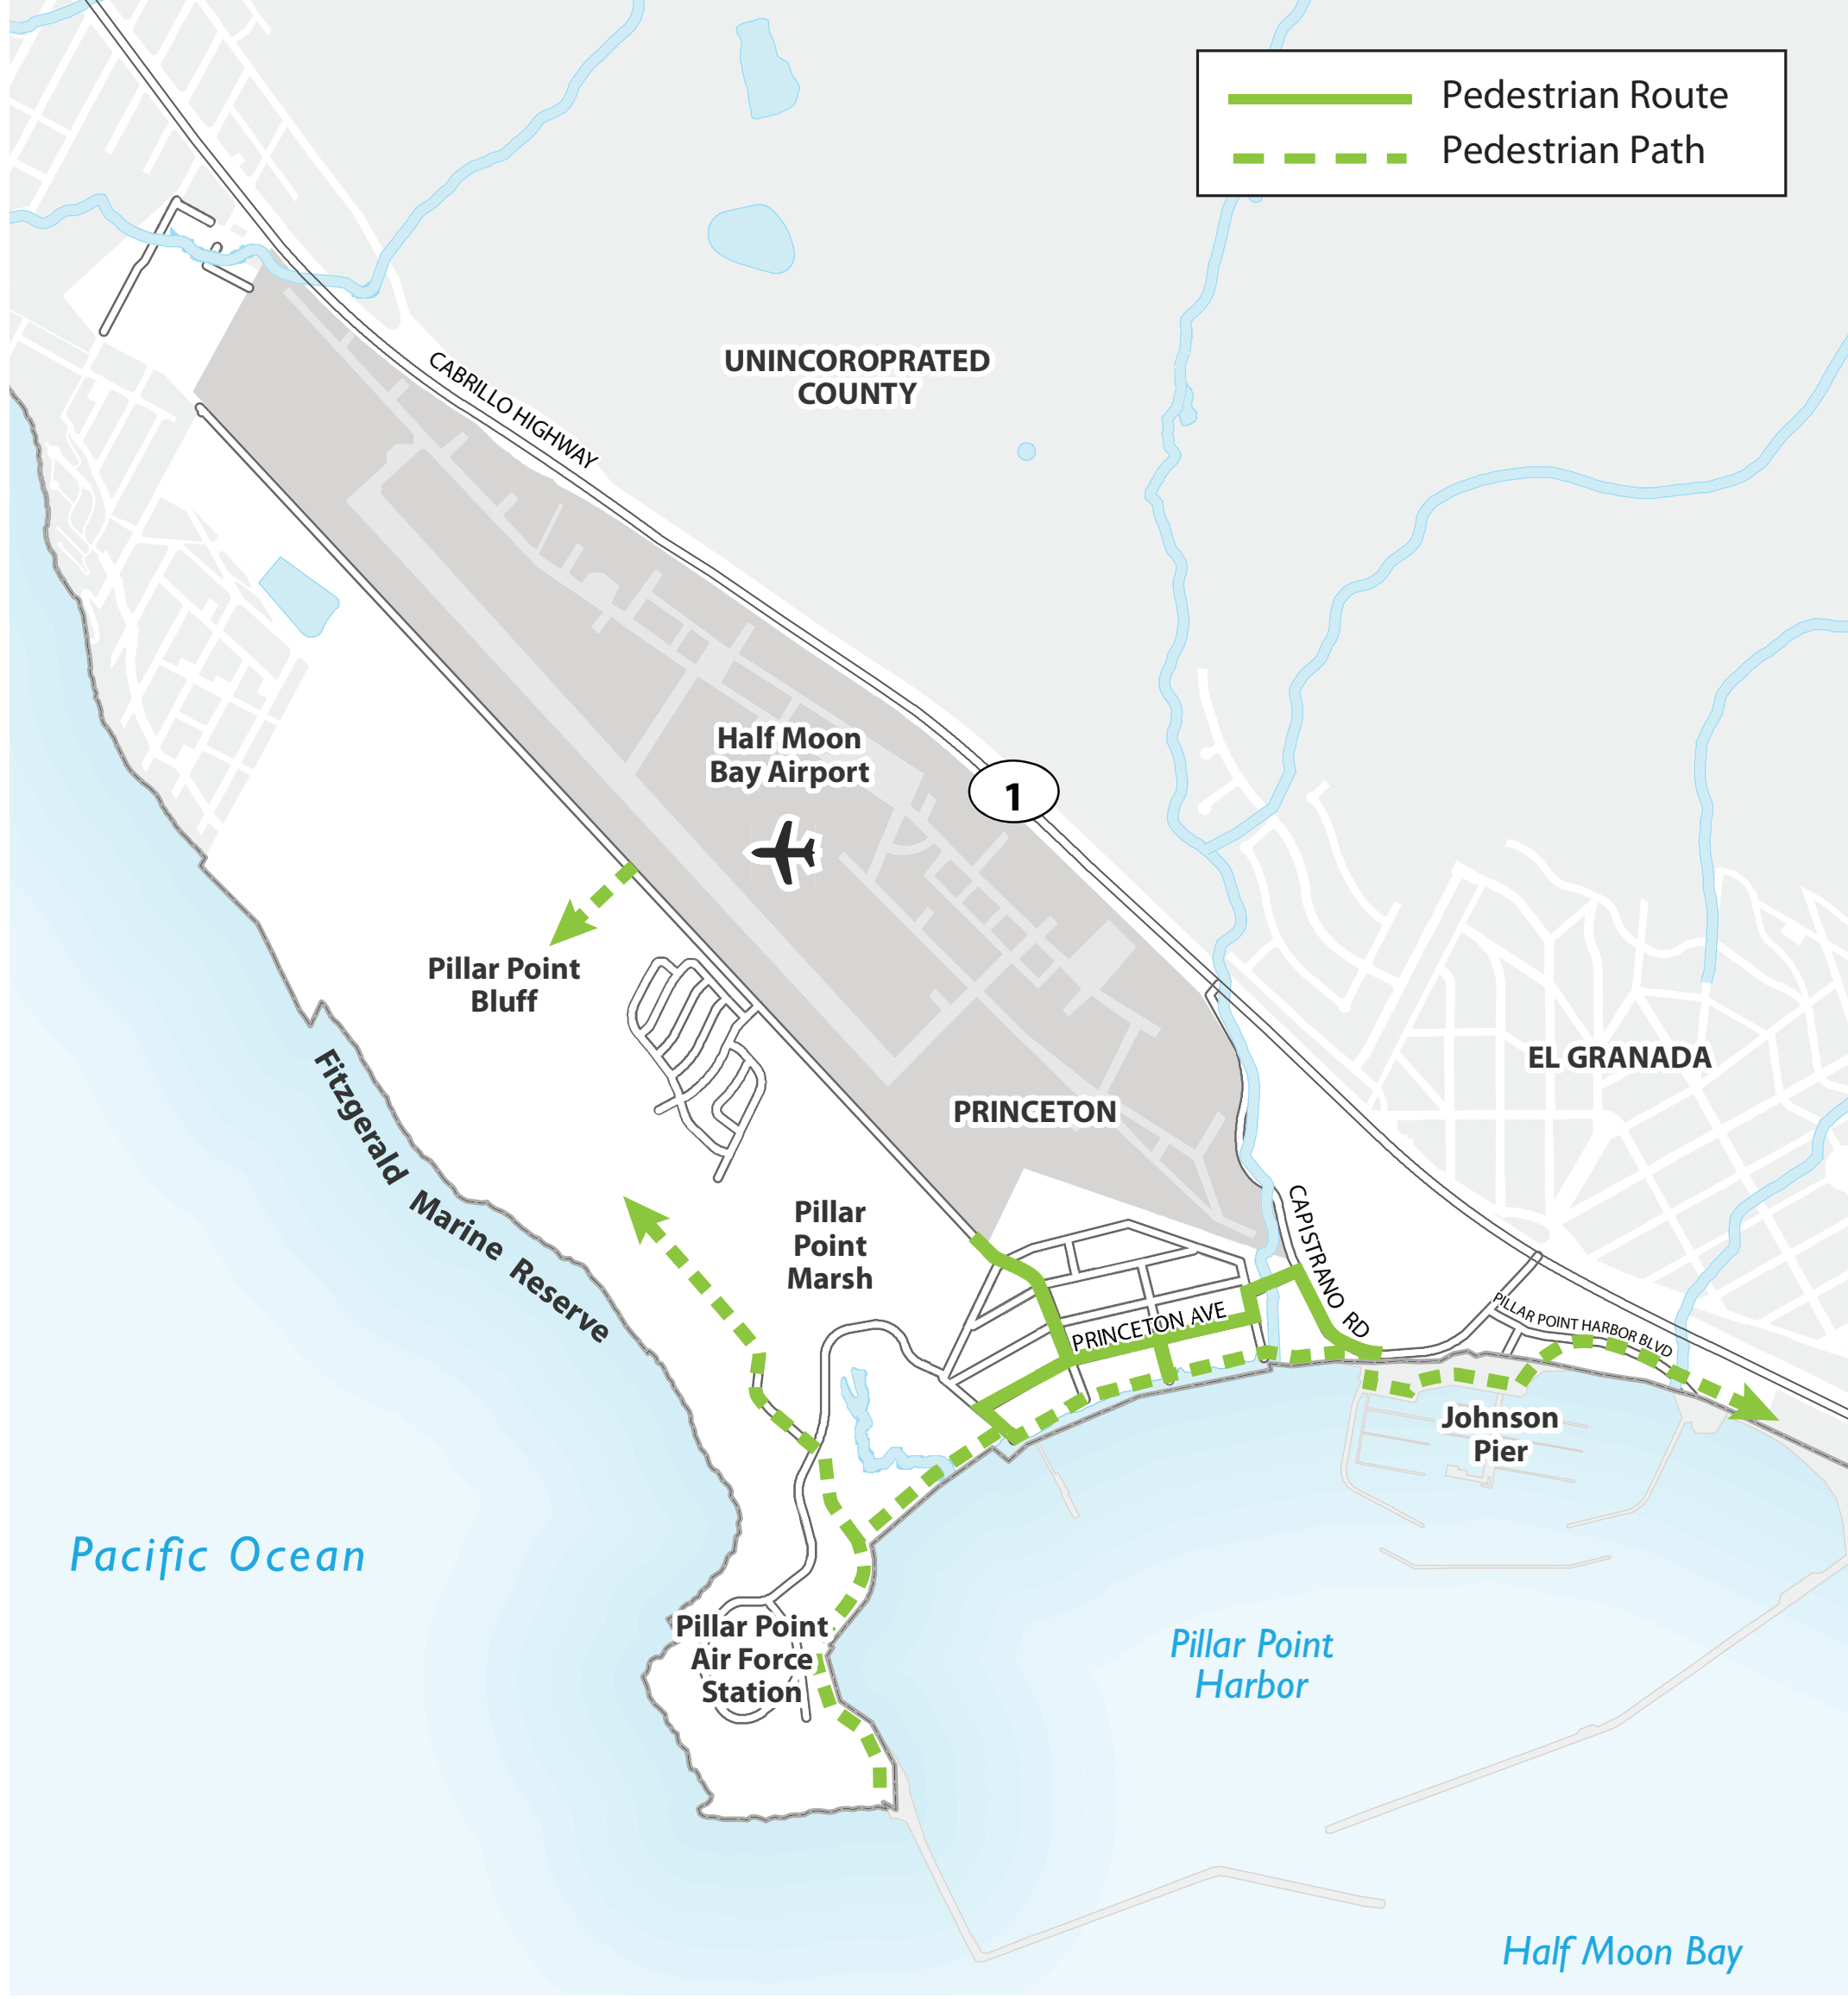 Pedestrian Route
Pedestrian Path
UNINCOROPRATED
COUNTY
CABRILLO HIGHWAY
Half Moon
Bay Airport
1
Pillar Point
Bluff
EL GRANADA
PRINCETON
Fitzgerald Marine Reserve
Pillar
Point
Marsh
CAPISTRANO RD
PRINCETON AVE
PILLAR POINT HARBOR BLVD
Johnson
Pier
Pacific Ocean
Pillar Point
Air Force
Station
Pillar Point
Harbor
Half Moon Bay